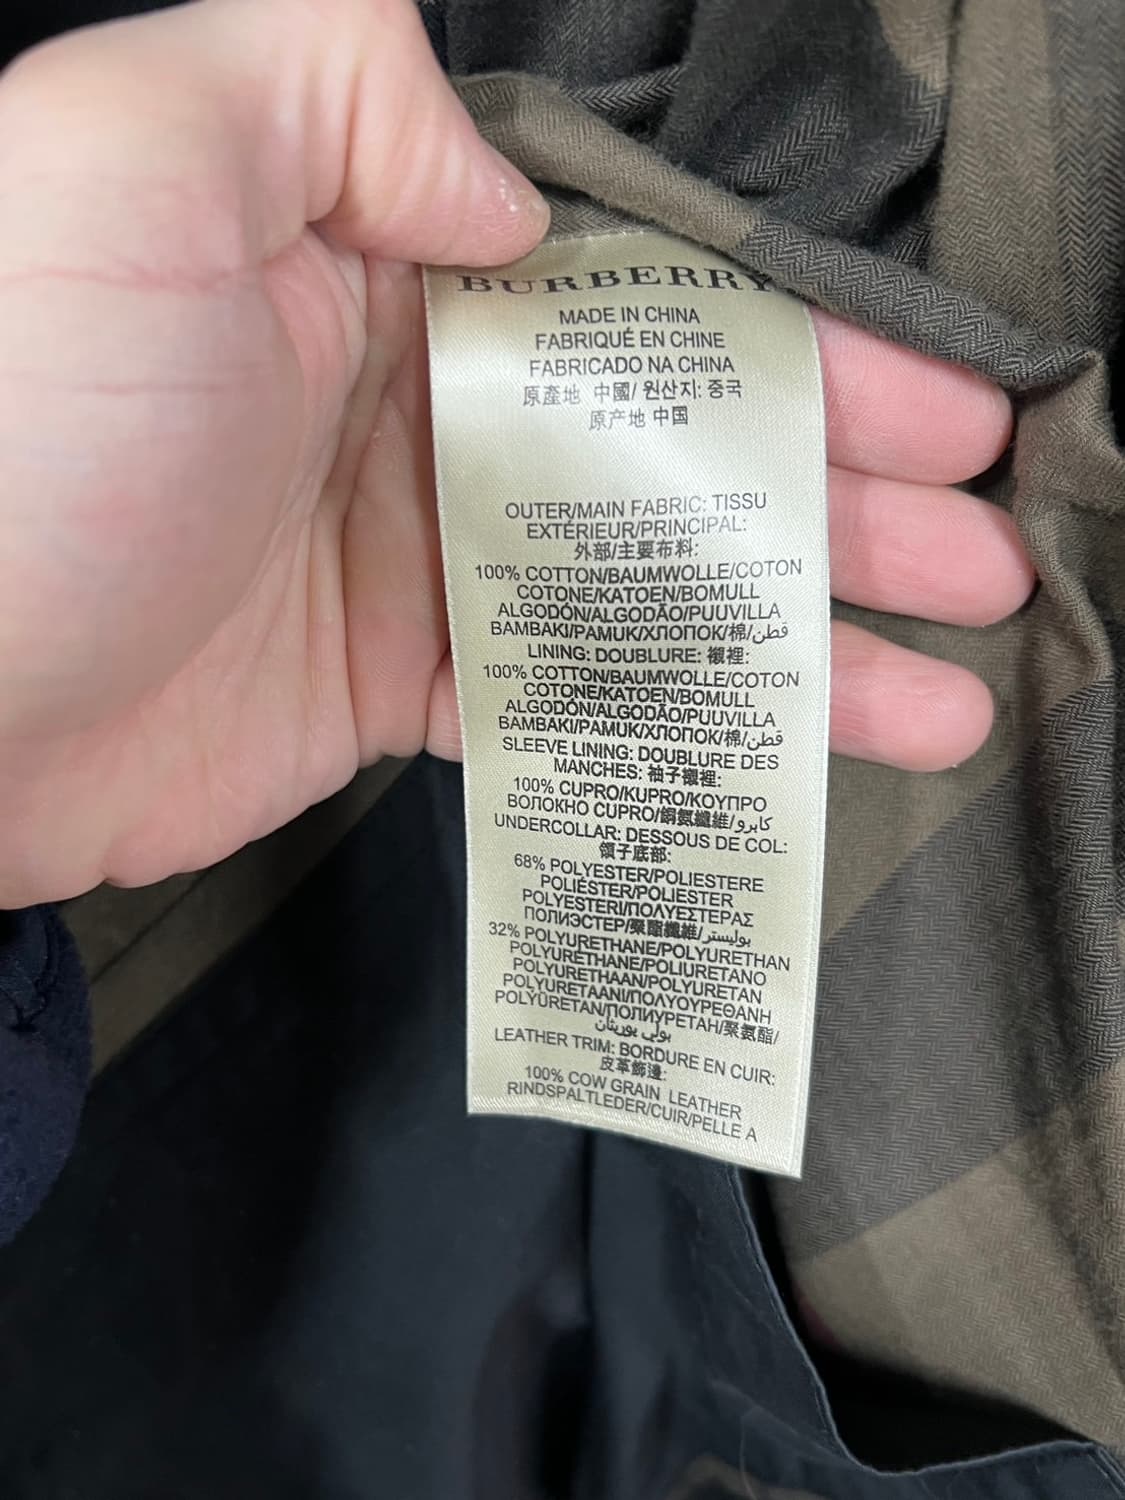 BURBERRY
MADE IN CHINA
FABRIQUÉ EN CHINE
FABRICADO NA CHINA
原產地 中國/ 원산지: 중국
原产地 中国
OUTER/MAIN FABRIC: TISSU
EXTÉRIEUR/PRINCIPAL:
外部/主要布料:
100% COTTON/BAUMWOLLE/COTON
COTONE/KATOEN/BOMULL
ALGODÓN/ALGODÃO/PUUVILLA
BAMBAKI/PAMUK/ХЛОПОК/棉/قطن
LINING: DOUBLURE: 襯裡:
100% COTTON/BAUMWOLLE/COTON
COTONE/KATOEN/BOMULL
ALGODÓN/ALGODÃO/PUUVILLA
BAMBAKI/PAMUK/ХЛОПОК/棉/قطن
SLEEVE LINING: DOUBLURE DES
MANCHES: 袖子襯裡:
100% CUPRO/KUPRO/ΚΟΥΠΡΟ
ВОЛОКНО CUPRO/銅氨纖維/كابرو
UNDERCOLLAR: DESSOUS DE COL:
領子底部:
68% POLYESTER/POLIESTERE
POLIÉSTER/POLIESTER
POLYESTERI/ΠΟΛΥΕΣΤΕΡΑΣ
ПОЛИЭСТЕР/聚酯纖維/بوليستر
32% POLYURETHANE/POLYURETHAN
POLYURÉTHANE/POLIURETANO
POLYURETHAAN/POLYURETAN
POLYURETAANI/ΠΟΛΥΟΥΡΕΘΑΝΗ
POLYÜRETAN/ПОЛИУРЕТАН/聚氨酯/
بولي يوريثان
LEATHER TRIM: BORDURE EN CUIR:
皮革飾邊:
100% COW GRAIN LEATHER
RINDSPALTLEDER/CUIR/PELLE A